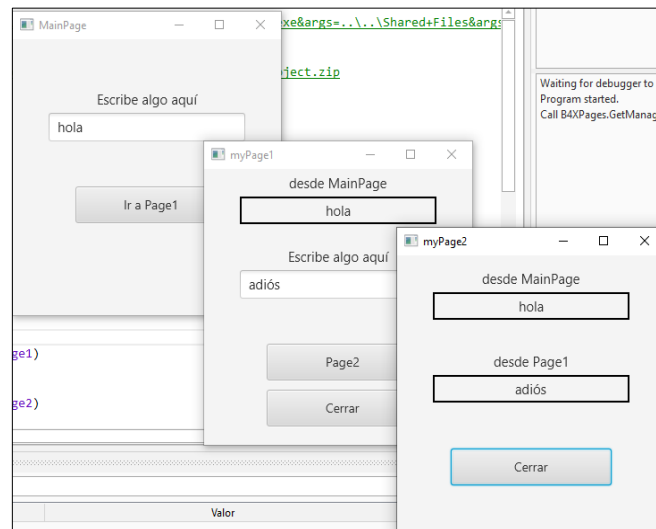 MainPage
exe&args=..\..\Shared+Files&args
oject.zip
Escribe algo aquí
hola
Ir a Page1
Waiting for debugger to
Program started.
Call B4XPages.GetManag
myPage1
desde MainPage
hola
Escribe algo aquí
adiós
Page2
Cerrar
myPage2
desde MainPage
hola
desde Page1
adiós
Cerrar
ge1)
ge2)
Valor